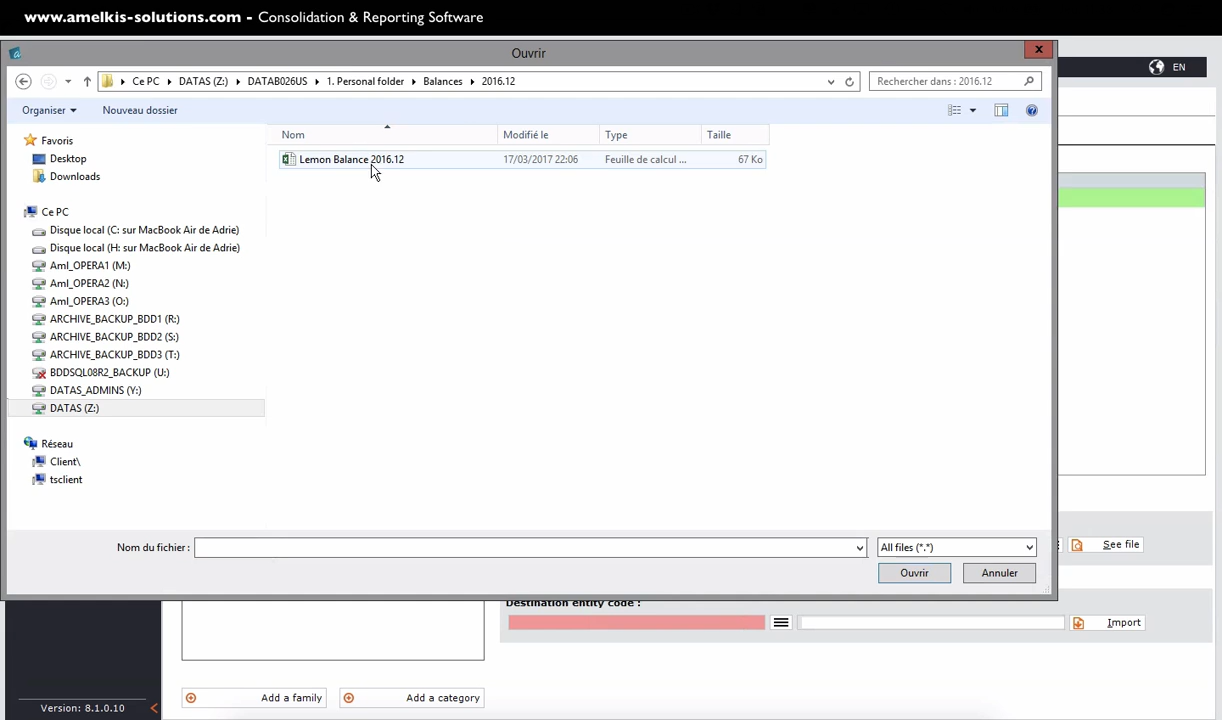 www.amelkis-solutions.com - Consolidation & Reporting Software
Ouvrir
EN
Ce PC DATAS (Z:) DATAB026US 1. Personal folder Balances 2016.12
Rechercher dans : 2016.12
Organiser Nouveau dossier
Nom Modifié le Type Taille
Lemon Balance 2016.12 17/03/2017 22:06 Feuille de calcul ... 67 Ko
Favoris
Desktop
Downloads
Ce PC
Disque local (C: sur MacBook Air de Adrie)
Disque local (H: sur MacBook Air de Adrie)
Aml_OPERA1 (M:)
Aml_OPERA2 (N:)
Aml_OPERA3 (O:)
ARCHIVE_BACKUP_BDD1 (R:)
ARCHIVE_BACKUP_BDD2 (S:)
ARCHIVE_BACKUP_BDD3 (T:)
BDDSQL08R2_BACKUP (U:)
DATAS_ADMINS (Y:)
DATAS (Z:)
Réseau
Client\
tsclient
Nom du fichier : All files (*.*)
See file
Ouvrir Annuler
Destination entity code :
Import
Add a family Add a category
Version: 8.1.0.10